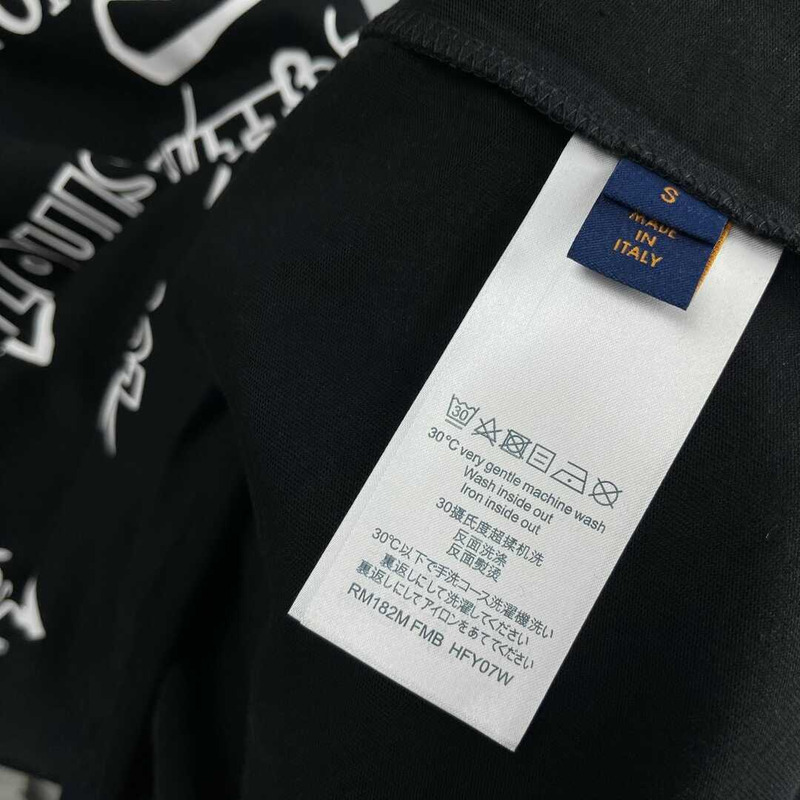 S
MADE
IN
ITALY
30
30°C very gentle machine wash
Wash inside out
Iron inside out
30摄氏度超揉机洗
反面洗涤
反面熨烫
30℃以下で手洗コース洗濯機洗い
裏返しにして洗濯してください
裏返しにしてアイロンをあててください
RM182M FMB HFY07W